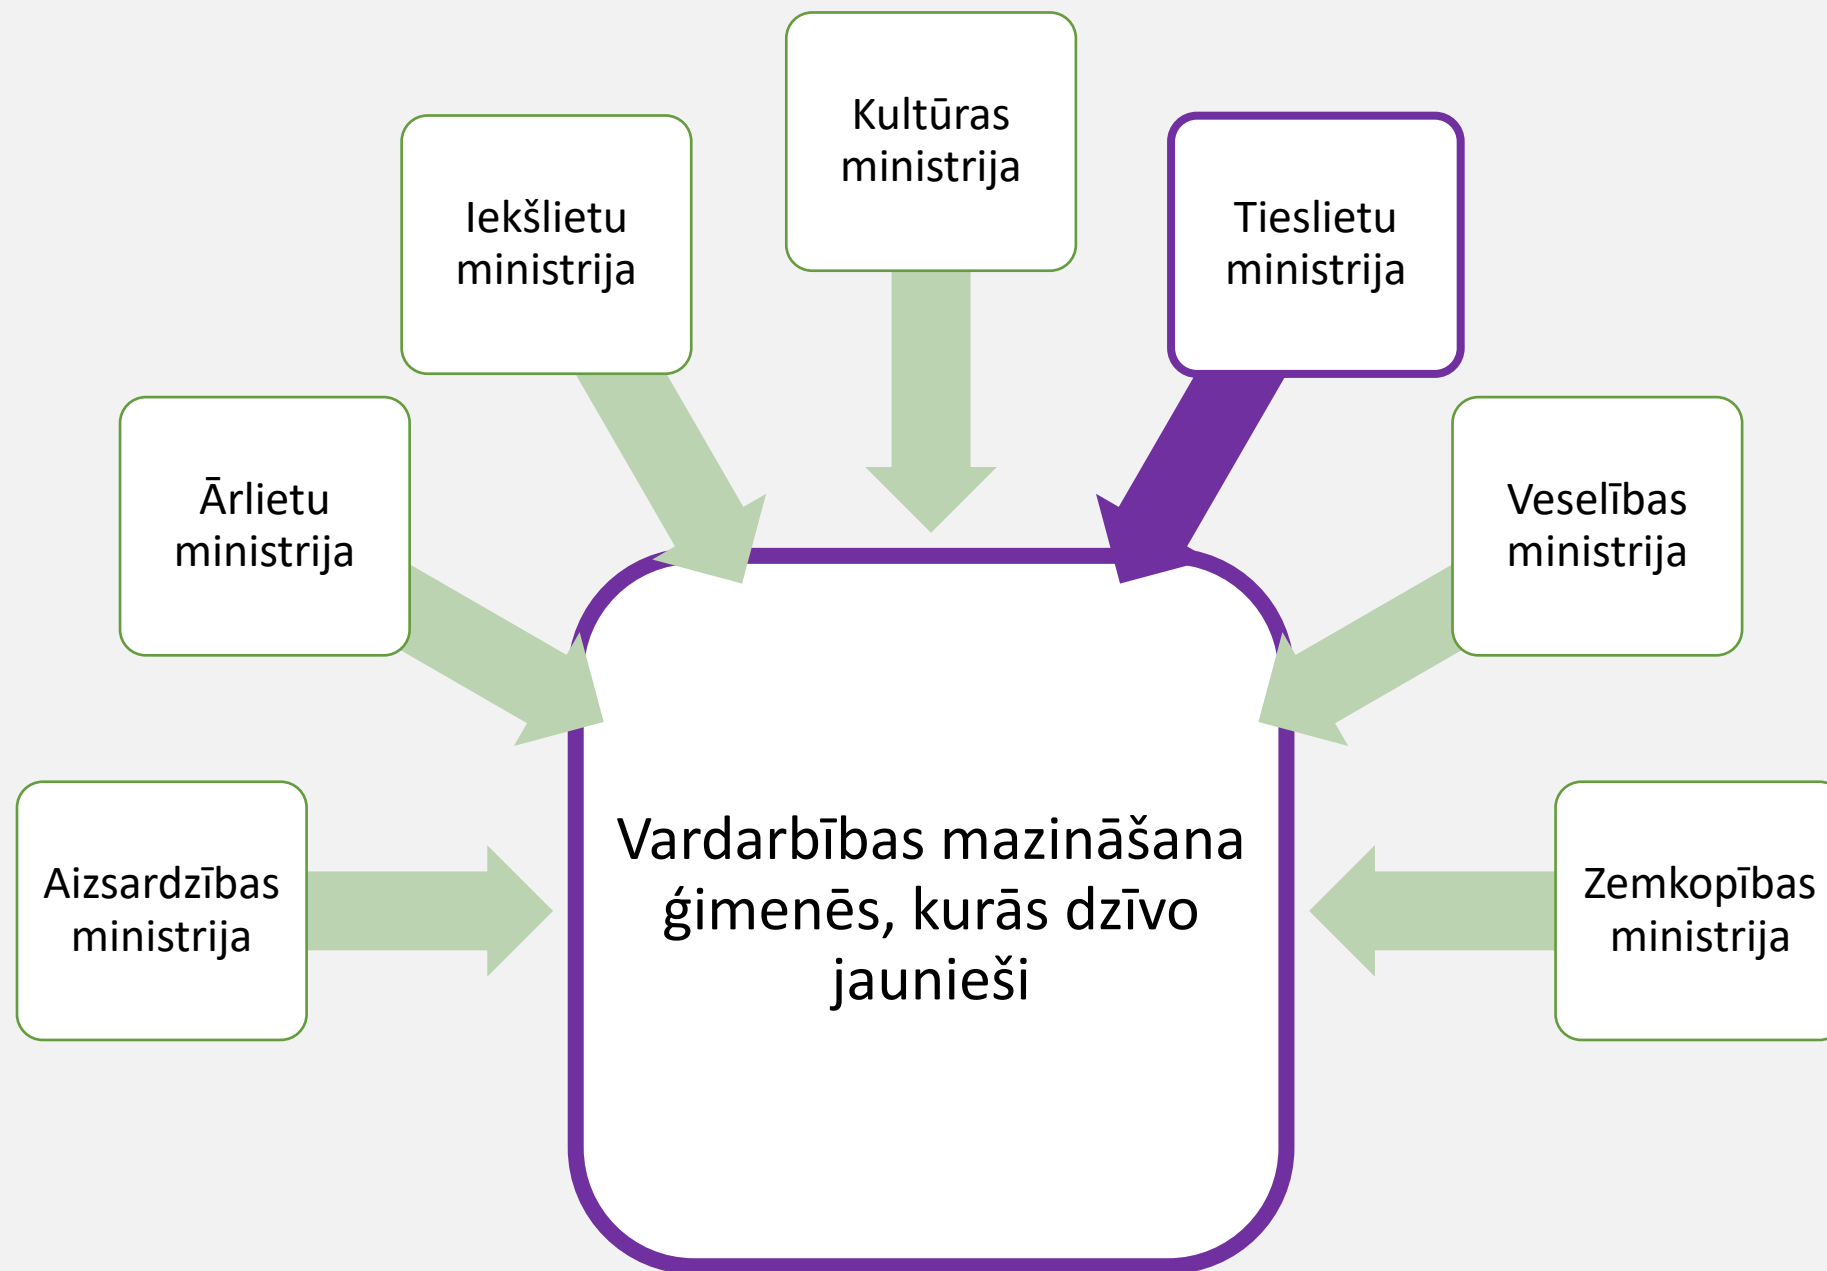 Kultūras
ministrija
Iekšlietu
ministrija
Tieslietu
ministrija
Ārlietu
ministrija
Veselības
ministrija
Aizsardzības
ministrija
Vardarbības mazināšana
ģimenēs, kurās dzīvo
jaunieši
Zemkopības
ministrija